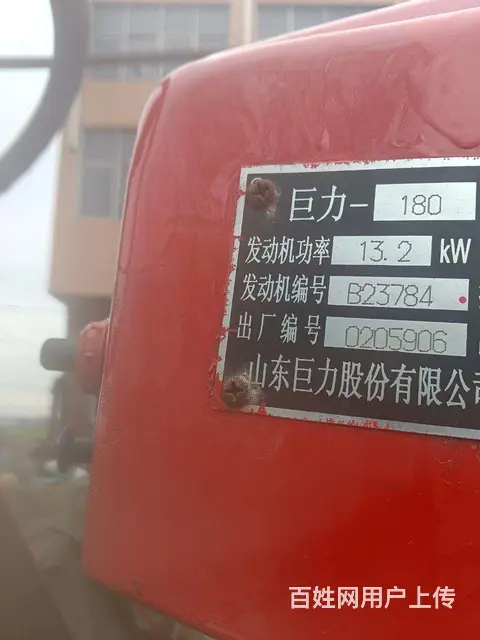 巨力-180
发动机功率 13.2 kW
发动机编号 B23784
出厂编号 0205906
山东巨力股份有限公司
百姓网用户上传